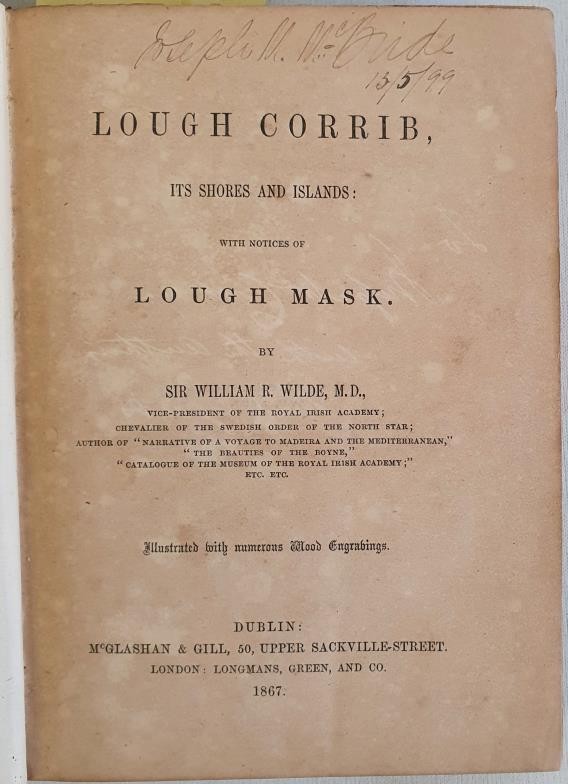 Joseph M. McBride
13/5/99
LOUGH CORRIB,
ITS SHORES AND ISLANDS:
WITH NOTICES OF
LOUGH MASK.
BY
SIR WILLIAM R. WILDE, M.D.,
VICE-PRESIDENT OF THE ROYAL IRISH ACADEMY;
CHEVALIER OF THE SWEDISH ORDER OF THE NORTH STAR;
AUTHOR OF "NARRATIVE OF A VOYAGE TO MADEIRA AND THE MEDITERRANEAN,"
"THE BEAUTIES OF THE BOYNE,"
"CATALOGUE OF THE MUSEUM OF THE ROYAL IRISH ACADEMY;"
ETC. ETC.
Illustrated with numerous Wood Engravings.
DUBLIN:
McGLASHAN & GILL, 50, UPPER SACKVILLE-STREET.
LONDON: LONGMANS, GREEN, AND CO.
1867.